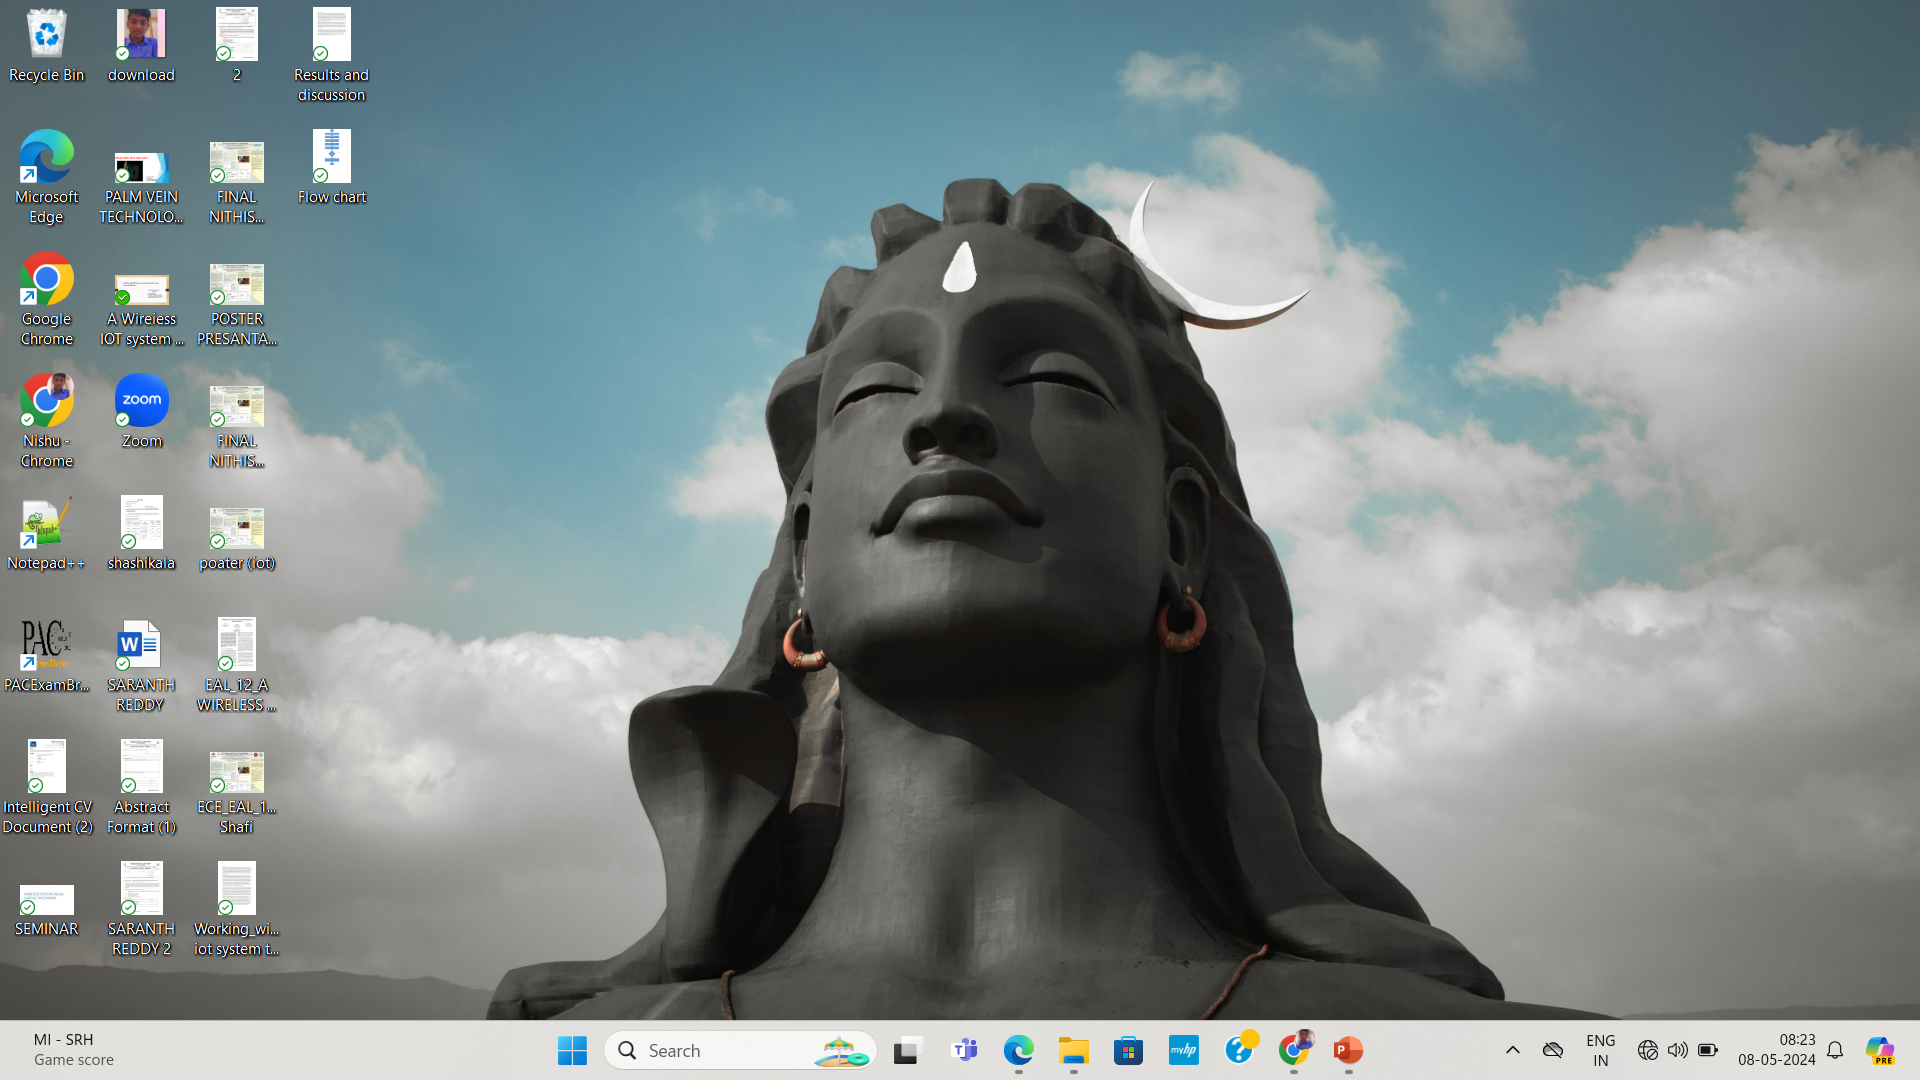 Recycle Bin
download
2
Results and
discussion
Microsoft
Edge
PALM VEIN
TECHNOLO...
FINAL
NITHIS...
Flow chart
Google
Chrome
A Wireless
IOT system ...
POSTER
PRESANTA...
Nishu -
Chrome
zoom
Zoom
FINAL
NITHIS...
Notepad++
shashikala
poater (iot)
PAC
PACExamBr...
W
SARANTH
REDDY
EAL_12_A
WIRELESS ...
Intelligent CV
Document (2)
Abstract
Format (1)
ECE_EAL_1...
Shafi
SEMINAR
SARANTH
REDDY 2
Working_wi...
iot system t...
MI - SRH
Game score
Search
T
myhp
?
P
ENG
IN
08:23
08-05-2024
PRE